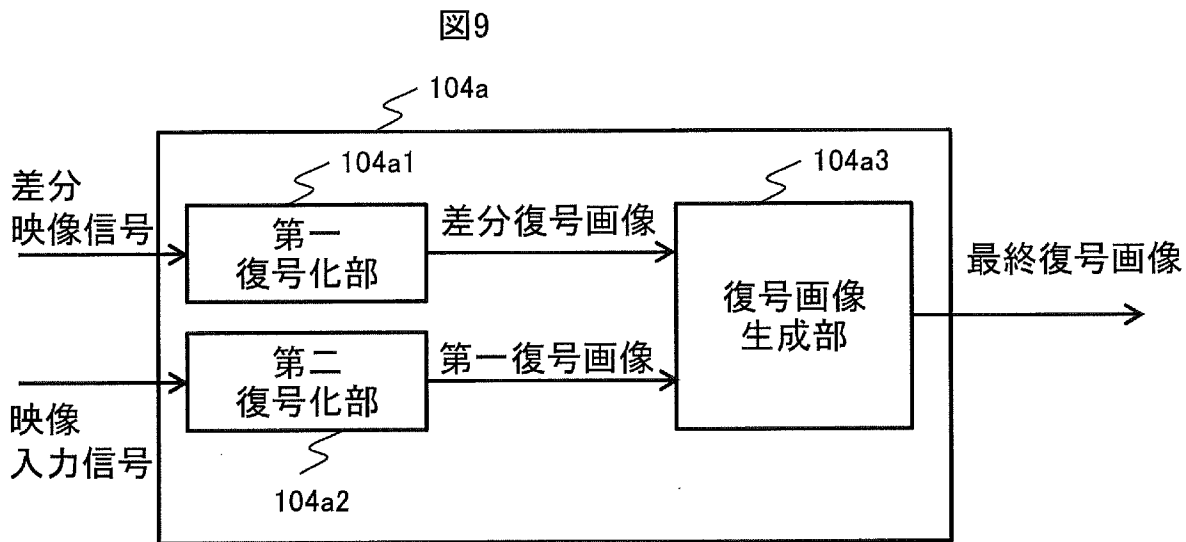 図9
104a
104a1
104a3
差分
映像信号
第一
復号化部
差分復号画像
復号画像
生成部
最終復号画像
映像
入力信号
第二
復号化部
第一復号画像
104a2